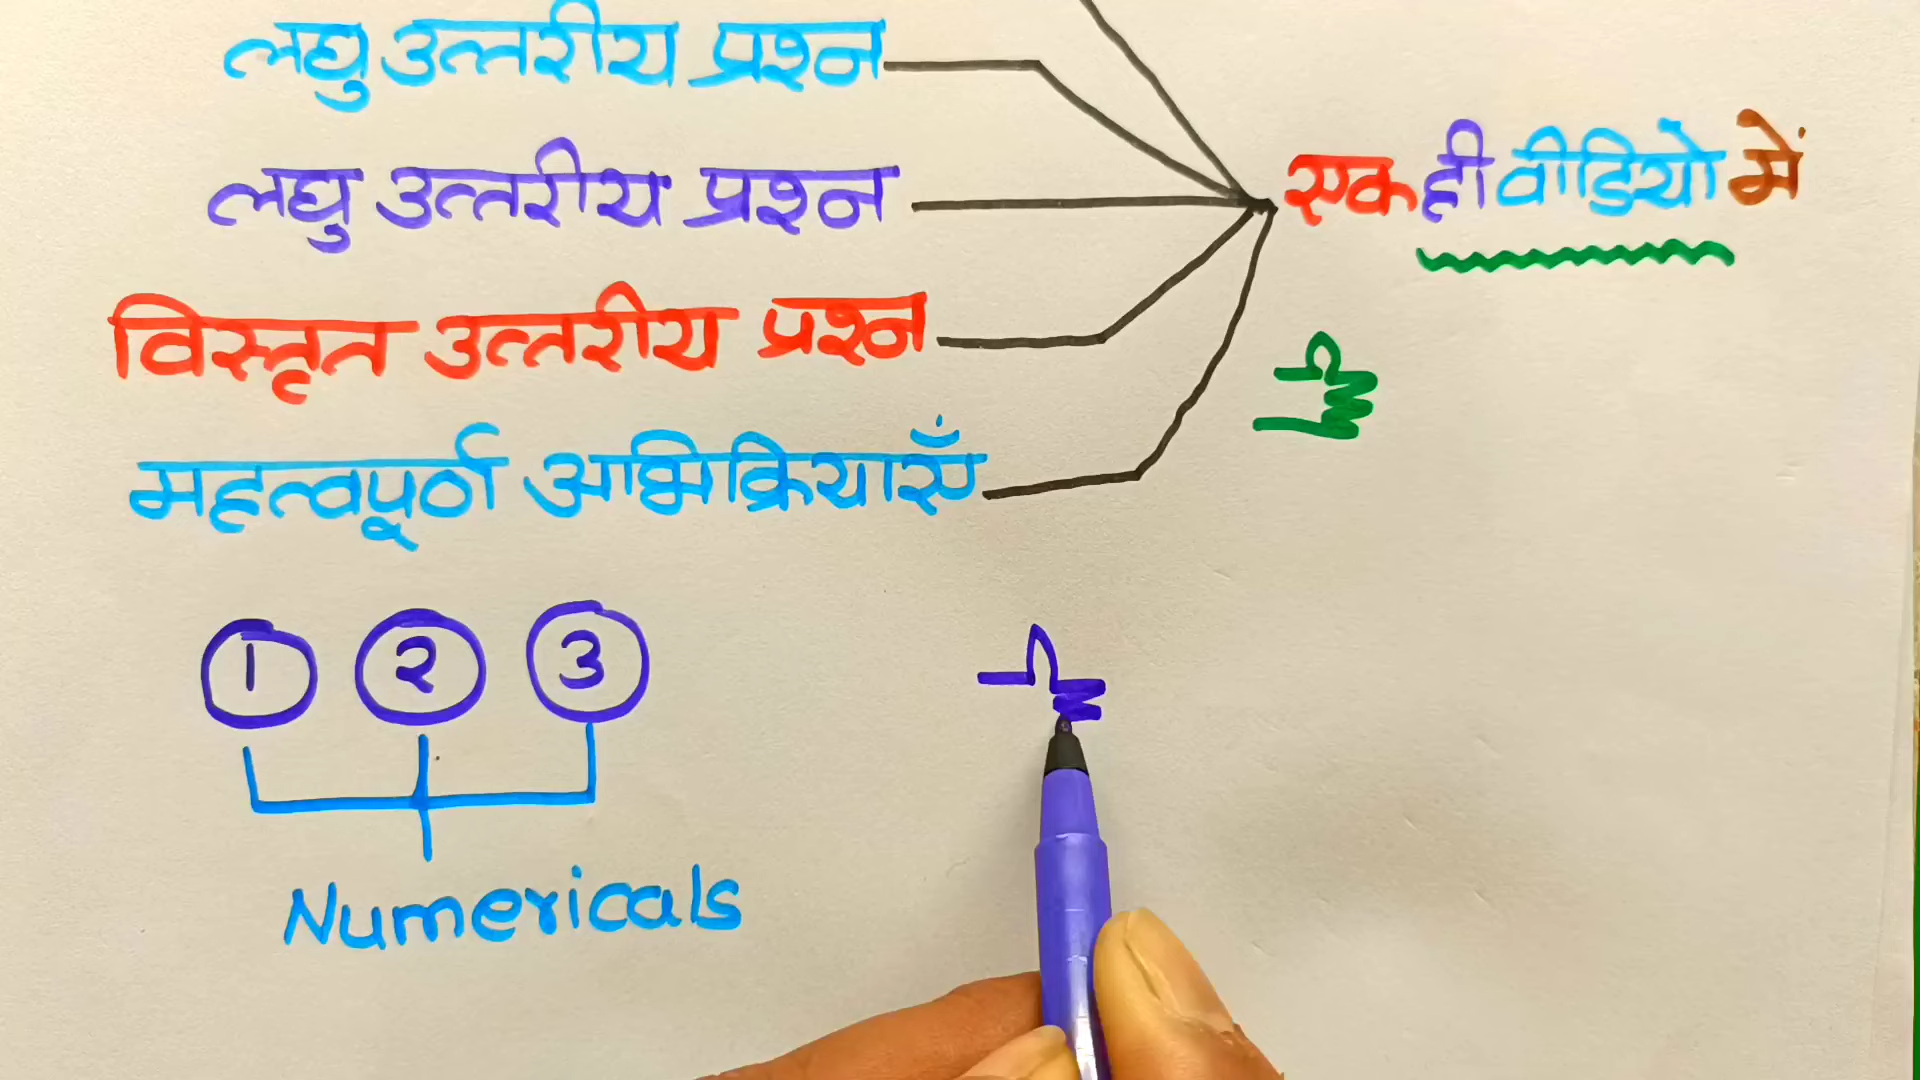 लघु उत्तरीय प्रश्न
लघु उत्तरीय प्रश्न
एक ही वीडियो में
विस्तृत उत्तरीय प्रश्न
महत्वपूर्ण अभिक्रियाएँ
1 2 3
Numericals